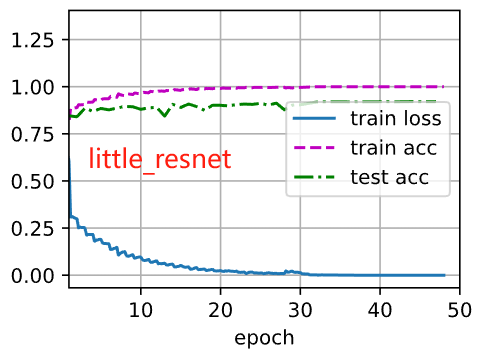 1.25
1.00
0.75
0.50
0.25
0.00
little_resnet
train loss
train acc
test acc
10 20 30 40 50
epoch